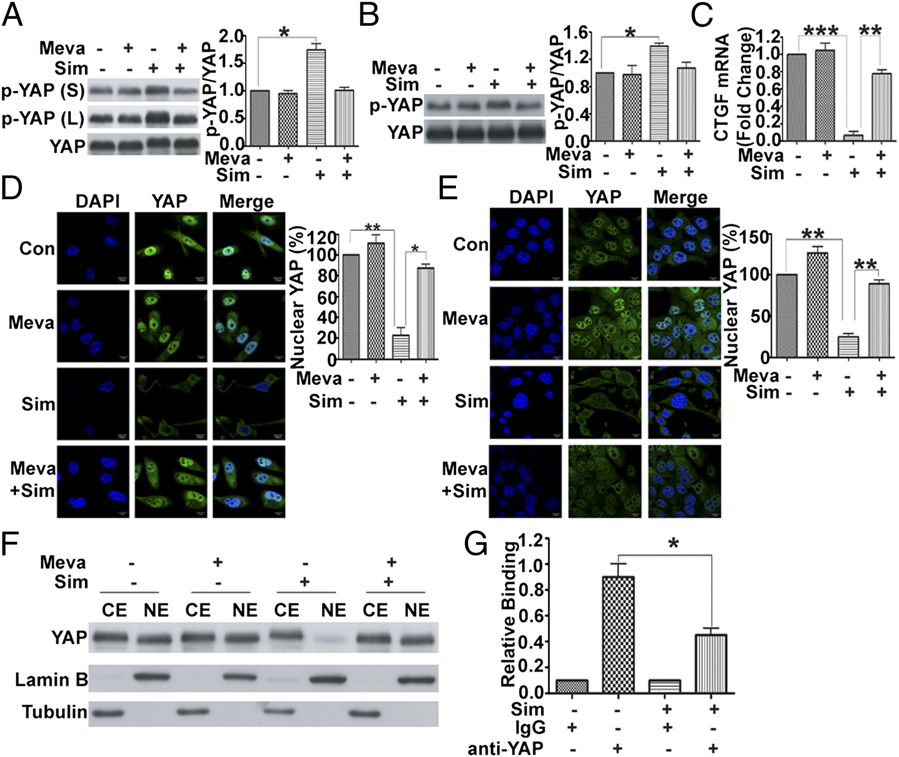 A
Meva - + - +
Sim - - + +
p-YAP (S)
p-YAP (L)
YAP
p-YAP/YAP
2.0
1.5
1.0
0.5
0.0
*
Meva - + - +
Sim - - + +
B
Meva - + - +
Sim - - + +
p-YAP
YAP
p-YAP/YAP
1.5
1.0
0.5
0.0
*
Meva - + - +
Sim - - + +
C
CTGF mRNA
(Fold Change)
1.2
1.0
0.8
0.6
0.4
0.2
0.0
*** **
Meva - + - +
Sim - - + +
D
DAPI YAP Merge
Con
Meva
Sim
Meva
+Sim
Nuclear YAP (%)
120
100
80
60
40
20
0
** *
Meva - + - +
Sim - - + +
E
DAPI YAP Merge
Con
Meva
Sim
Meva
+Sim
Nuclear YAP (%)
150
100
50
0
** **
Meva - + - +
Sim - - + +
F
Meva - + - +
Sim - - + +
CE NE CE NE CE NE CE NE
YAP
Lamin B
Tubulin
G
Relative Binding
1.2
1.0
0.8
0.6
0.4
0.2
0.0
*
Sim - - + +
IgG + - + -
anti-YAP - + - +